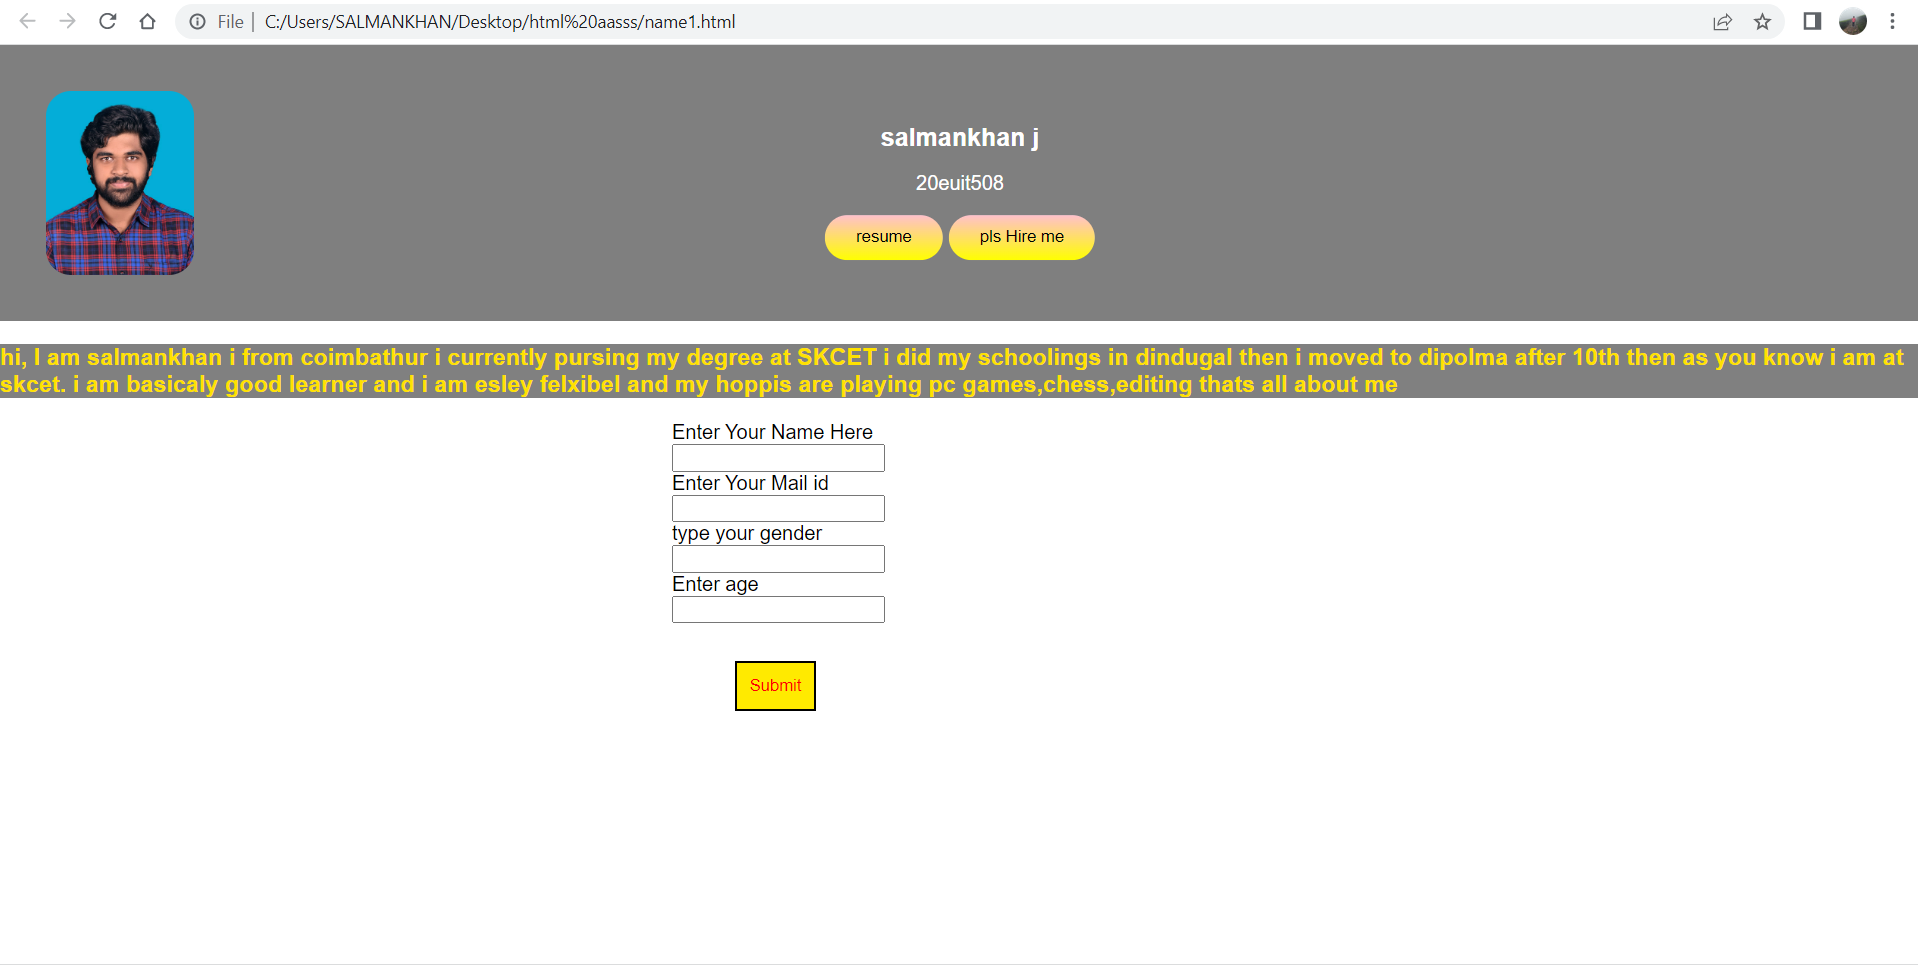 File | C:/Users/SALMANKHAN/Desktop/html%20aasss/name1.html
salmankhan j
20euit508
resume pls Hire me
hi, I am salmankhan i from coimbathur i currently pursing my degree at SKCET i did my schoolings in dindugal then i moved to dipolma after 10th then as you know i am at
skcet. i am basicaly good learner and i am esley felxibel and my hoppis are playing pc games,chess,editing thats all about me
Enter Your Name Here
Enter Your Mail id
type your gender
Enter age
Submit